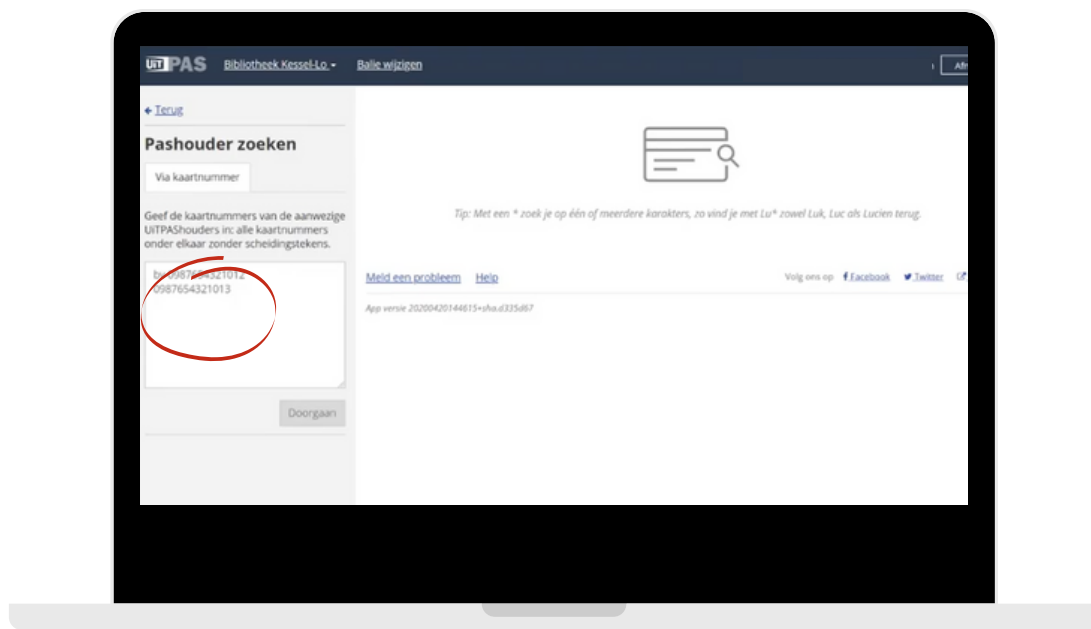 UiTPAS Bibliotheek Kessel-Lo Balie wijzigen
Terug
Pashouder zoeken
Via kaartnummer
Geef de kaartnummers van de aanwezige
UiTPAShouders in: alle kaartnummers
onder elkaar zonder scheidingstekens.
bv 0987654321012
0987654321013
Doorgaan
Tip: Met een * zoek je op één of meerdere karakters, zo vind je met Lu* zowel Luk, Luc als Lucien terug.
Meld een probleem Help
Volg ons op Facebook Twitter
App versie 20200420144615+sha.d335d67